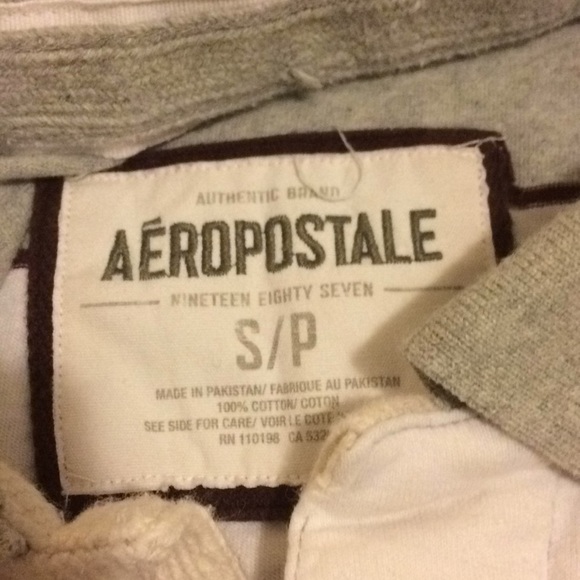 AUTHENTIC BRAND
AÉROPOSTALE
NINETEEN EIGHTY SEVEN
S/P
MADE IN PAKISTAN/ FABRIQUE AU PAKISTAN
100% COTTON/ COTON
SEE SIDE FOR CARE/ VOIR LE COTE
RN 110198 CA